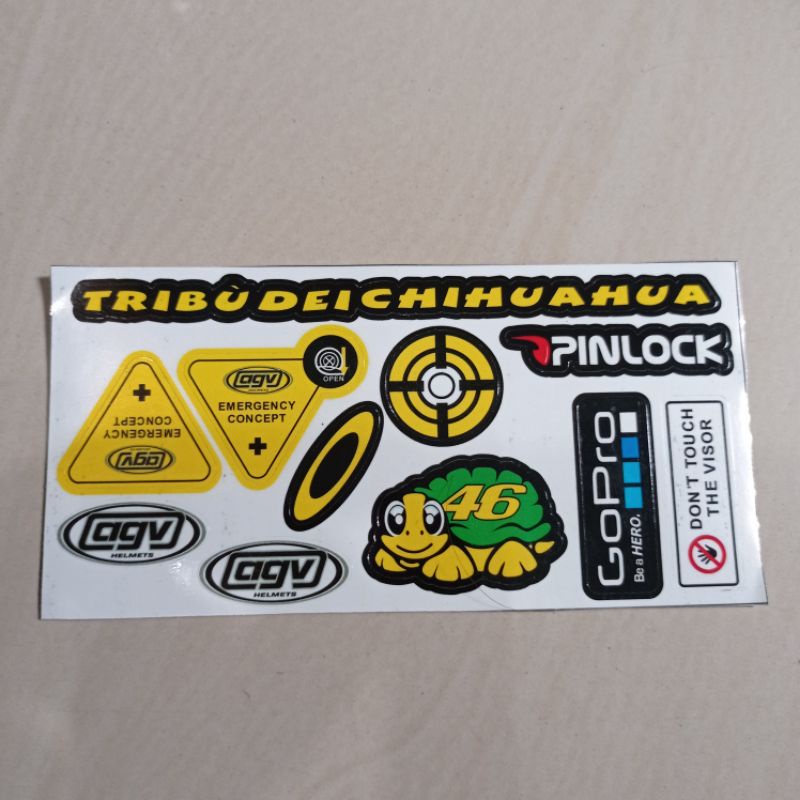 TRIBÙ DEI CHIHUAHUA
PINLOCK
OPEN
agv
EMERGENCY
CONCEPT
EMERGENCY
CONCEPT
agv
46
GoPro
Be a HERO.
DON'T TOUCH
THE VISOR
agv
HELMETS
agv
HELMETS